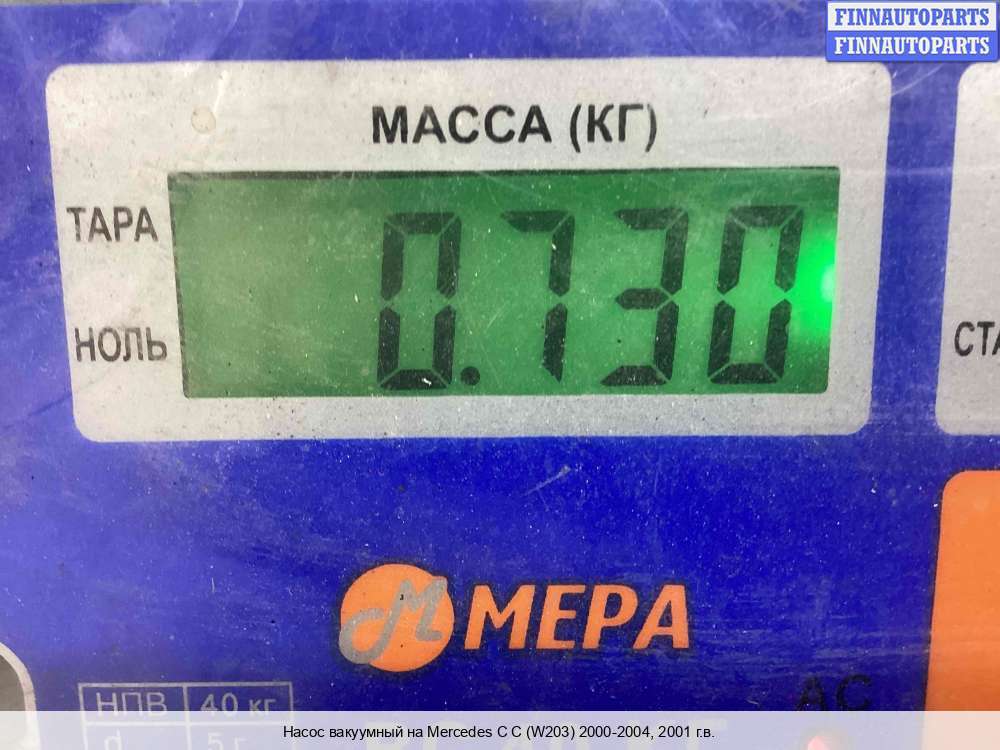 FINNAUTOPARTS
FINNAUTOPARTS
МАССА (КГ)
ТАРА
0.730
НОЛЬ
СТА
М МЕРА
НПВ 40 кг
АС
d 5 г
Насос вакуумный на Mercedes C C (W203) 2000-2004, 2001 г.в.